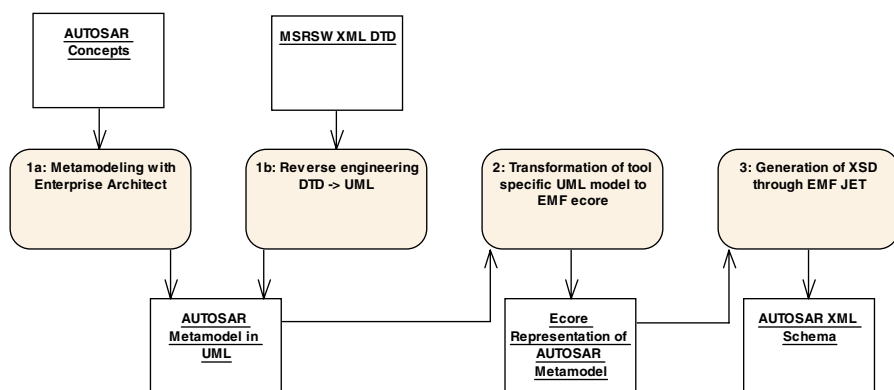 AUTOSAR
Concepts
MSRSW XML DTD
1a: Metamodeling with
Enterprise Architect
1b: Reverse engineering
DTD -> UML
2: Transformation of tool
specific UML model to
EMF ecore
3: Generation of XSD
through EMF JET
AUTOSAR
Metamodel in
UML
Ecore
Representation of
AUTOSAR
Metamodel
AUTOSAR XML
Schema